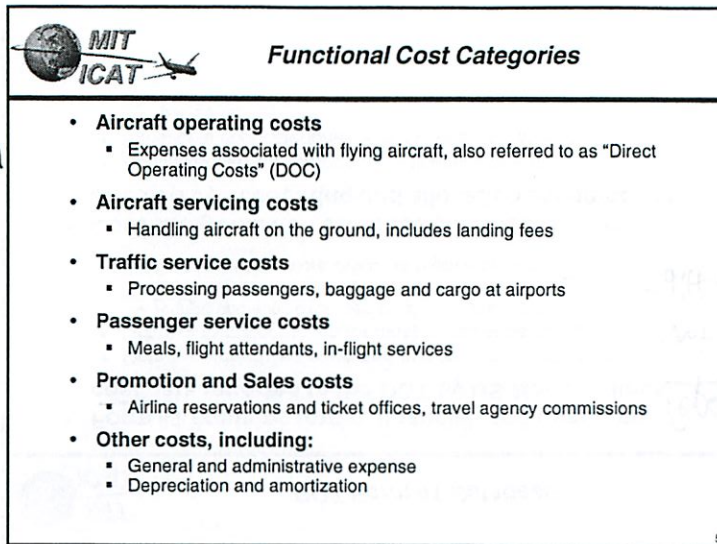 MIT
ICAT
Functional Cost Categories
• Aircraft operating costs
▪ Expenses associated with flying aircraft, also referred to as “Direct
Operating Costs” (DOC)
• Aircraft servicing costs
▪ Handling aircraft on the ground, includes landing fees
• Traffic service costs
▪ Processing passengers, baggage and cargo at airports
• Passenger service costs
▪ Meals, flight attendants, in-flight services
• Promotion and Sales costs
▪ Airline reservations and ticket offices, travel agency commissions
• Other costs, including:
▪ General and administrative expense
▪ Depreciation and amortization